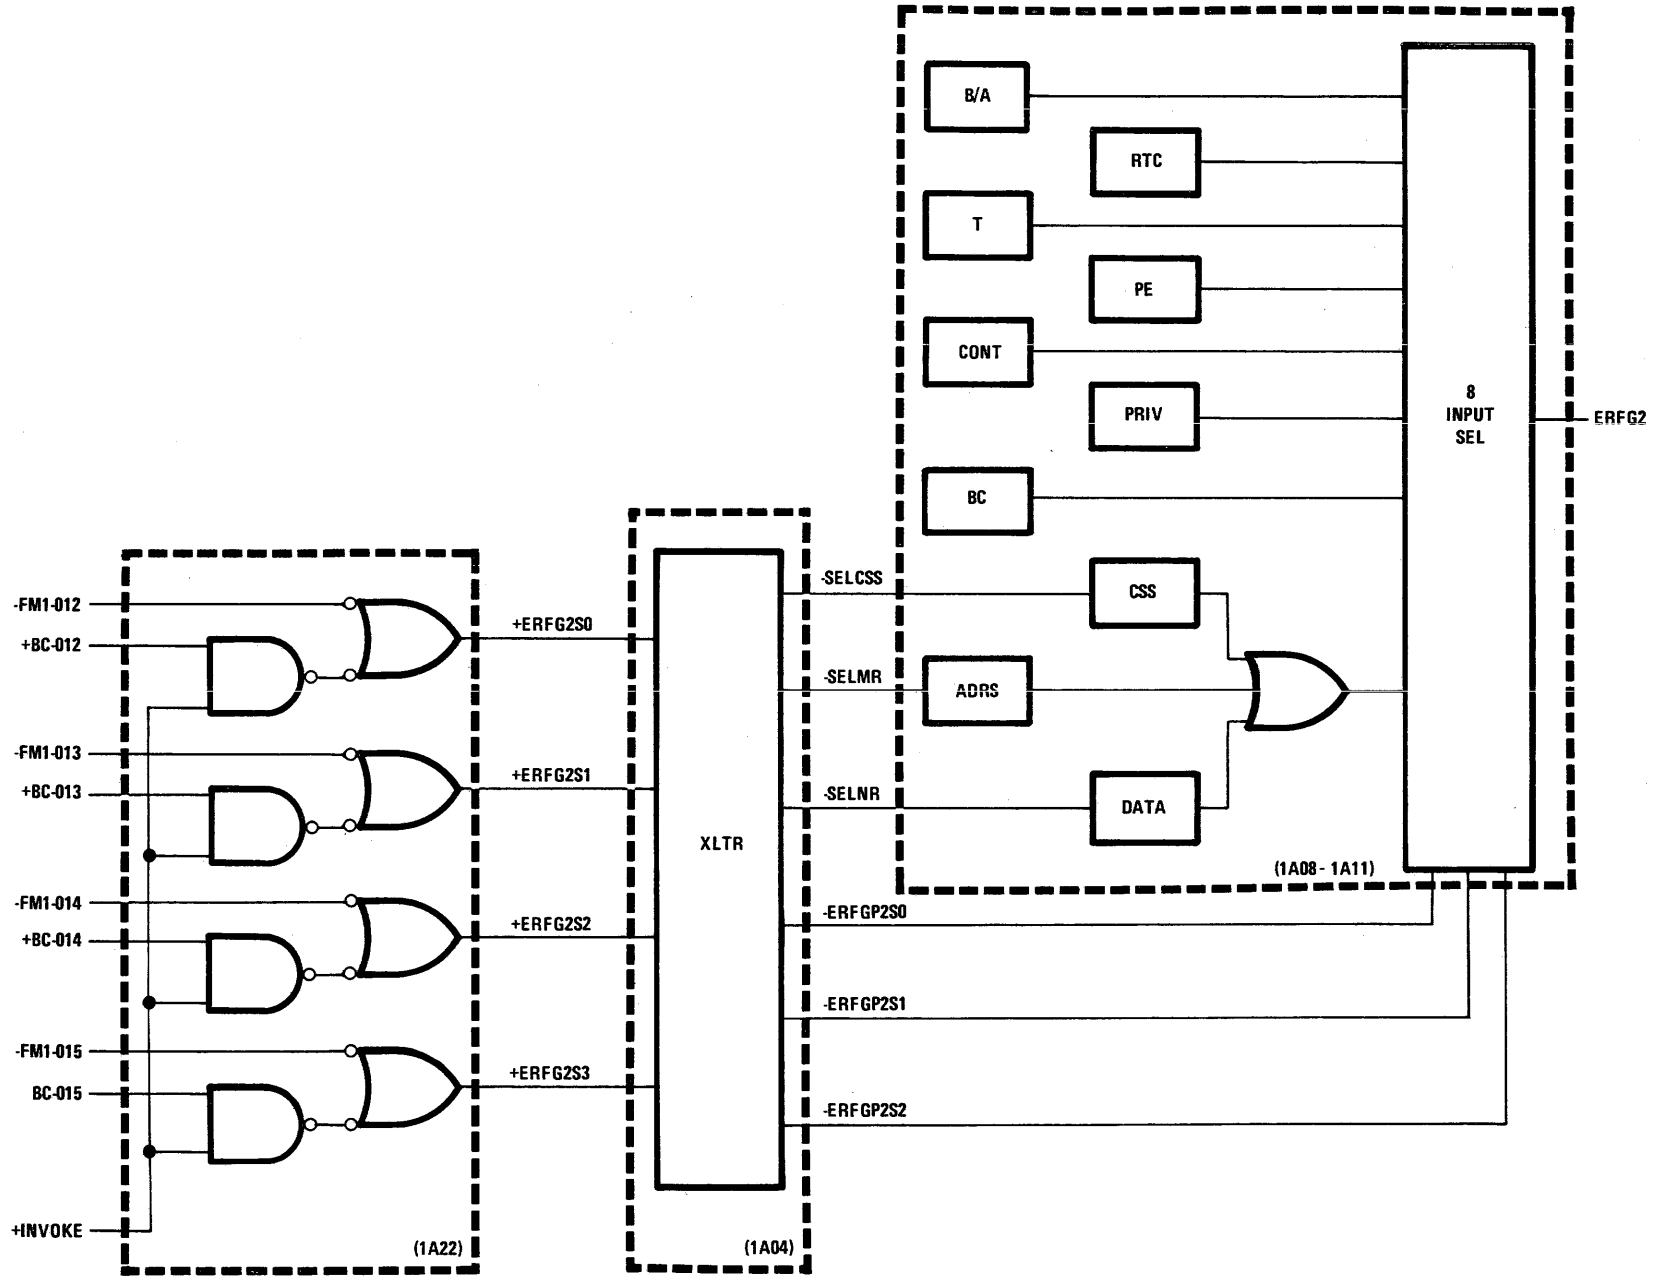 B/A
RTC
T
PE
CONT
PRIV
BC
8
INPUT
SEL
ERFG2
CSS
ADRS
DATA
(1A08 - 1A11)
-FM1-012
+BC-012
-FM1-013
+BC-013
-FM1-014
+BC-014
-FM1-015
BC-015
+INVOKE
(1A22)
+ERFG2S0
+ERFG2S1
+ERFG2S2
+ERFG2S3
XLTR
(1A04)
-SELCSS
-SELMR
-SELNR
-ERFGP2S0
-ERFGP2S1
-ERFGP2S2